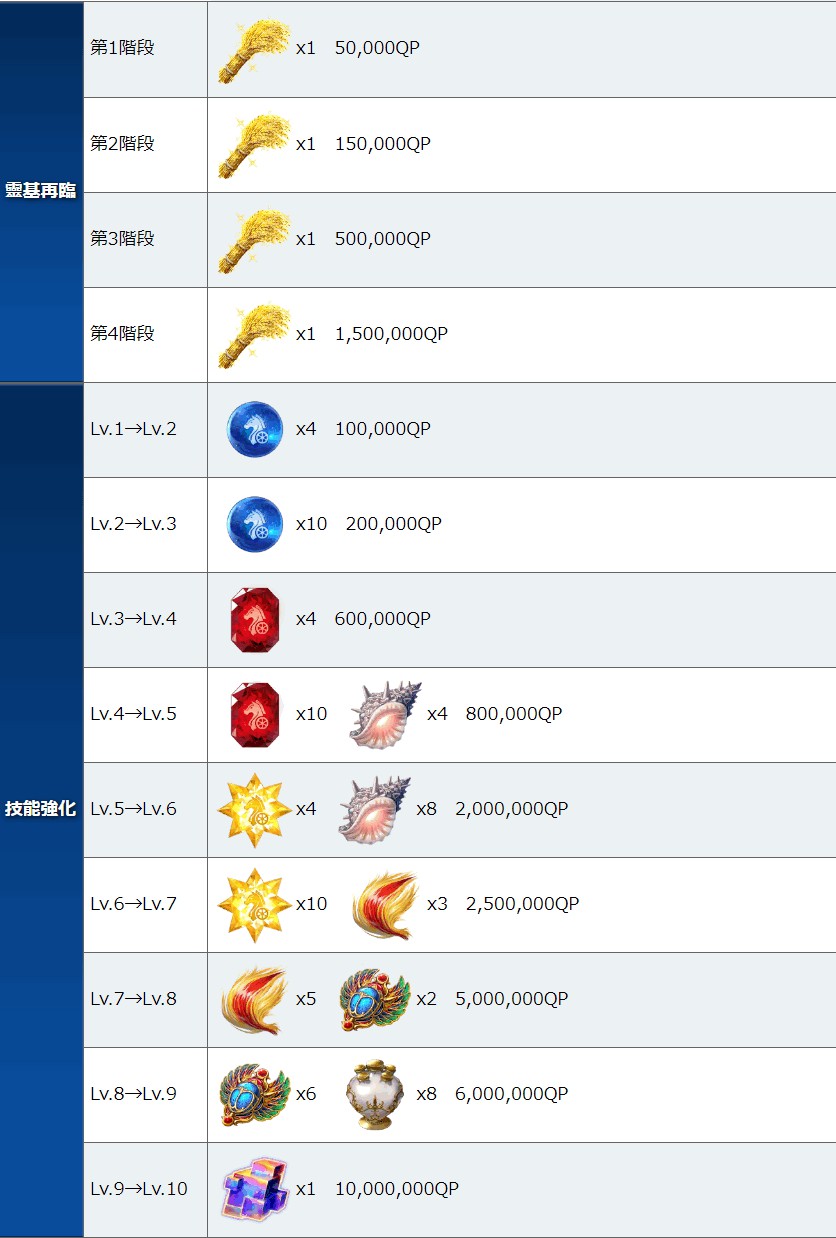 靈基再臨
第1階段 x1 50,000QP
第2階段 x1 150,000QP
第3階段 x1 500,000QP
第4階段 x1 1,500,000QP
技能強化
Lv.1→Lv.2 x4 100,000QP
Lv.2→Lv.3 x10 200,000QP
Lv.3→Lv.4 x4 600,000QP
Lv.4→Lv.5 x10 x4 800,000QP
Lv.5→Lv.6 x4 x8 2,000,000QP
Lv.6→Lv.7 x10 x3 2,500,000QP
Lv.7→Lv.8 x5 x2 5,000,000QP
Lv.8→Lv.9 x6 x8 6,000,000QP
Lv.9→Lv.10 x1 10,000,000QP